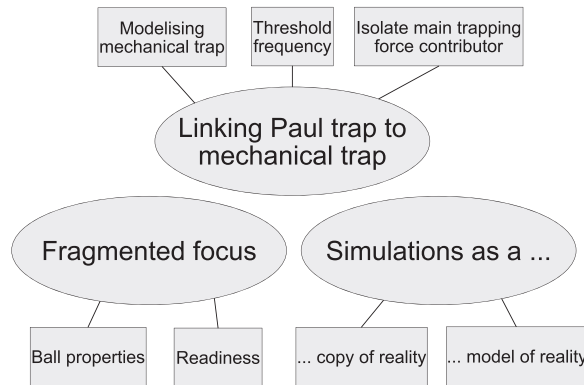 Modelising
mechanical trap
Threshold
frequency
Isolate main trapping
force contributor
Linking Paul trap to
mechanical trap
Fragmented focus
Simulations as a ...
Ball properties
Readiness
... copy of reality
... model of reality